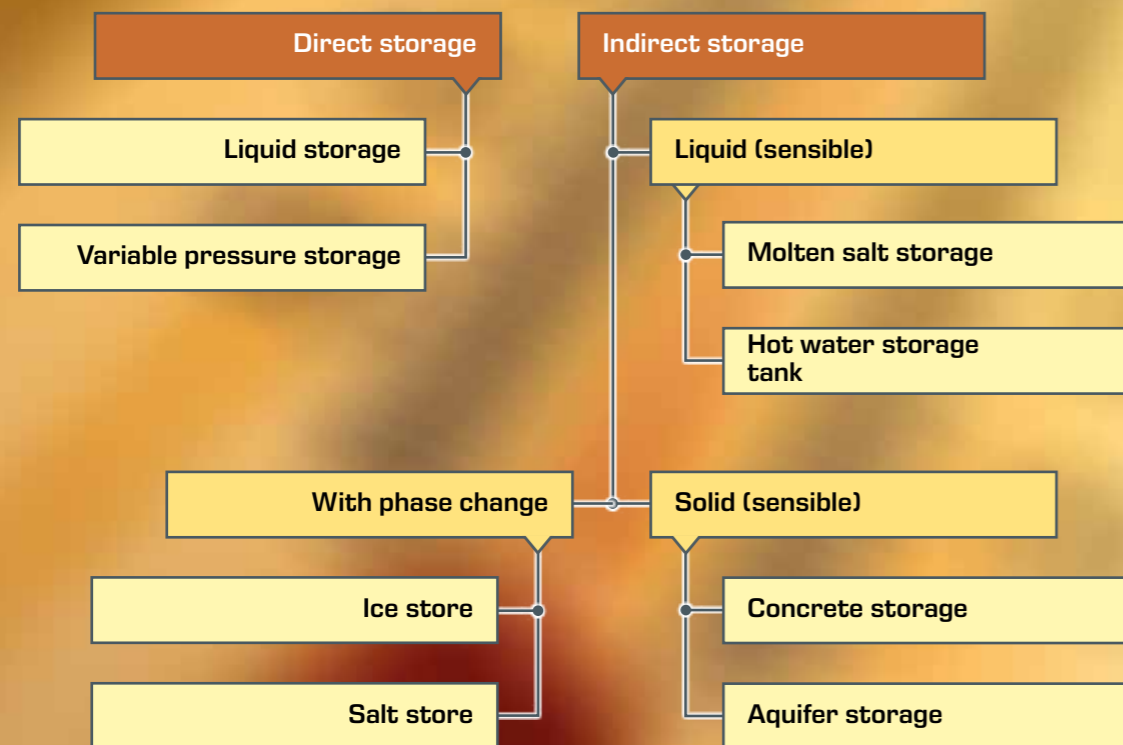 Direct storage
Indirect storage
Liquid storage
Liquid (sensible)
Variable pressure storage
Molten salt storage
Hot water storage
tank
With phase change
Solid (sensible)
Ice store
Concrete storage
Salt store
Aquifer storage